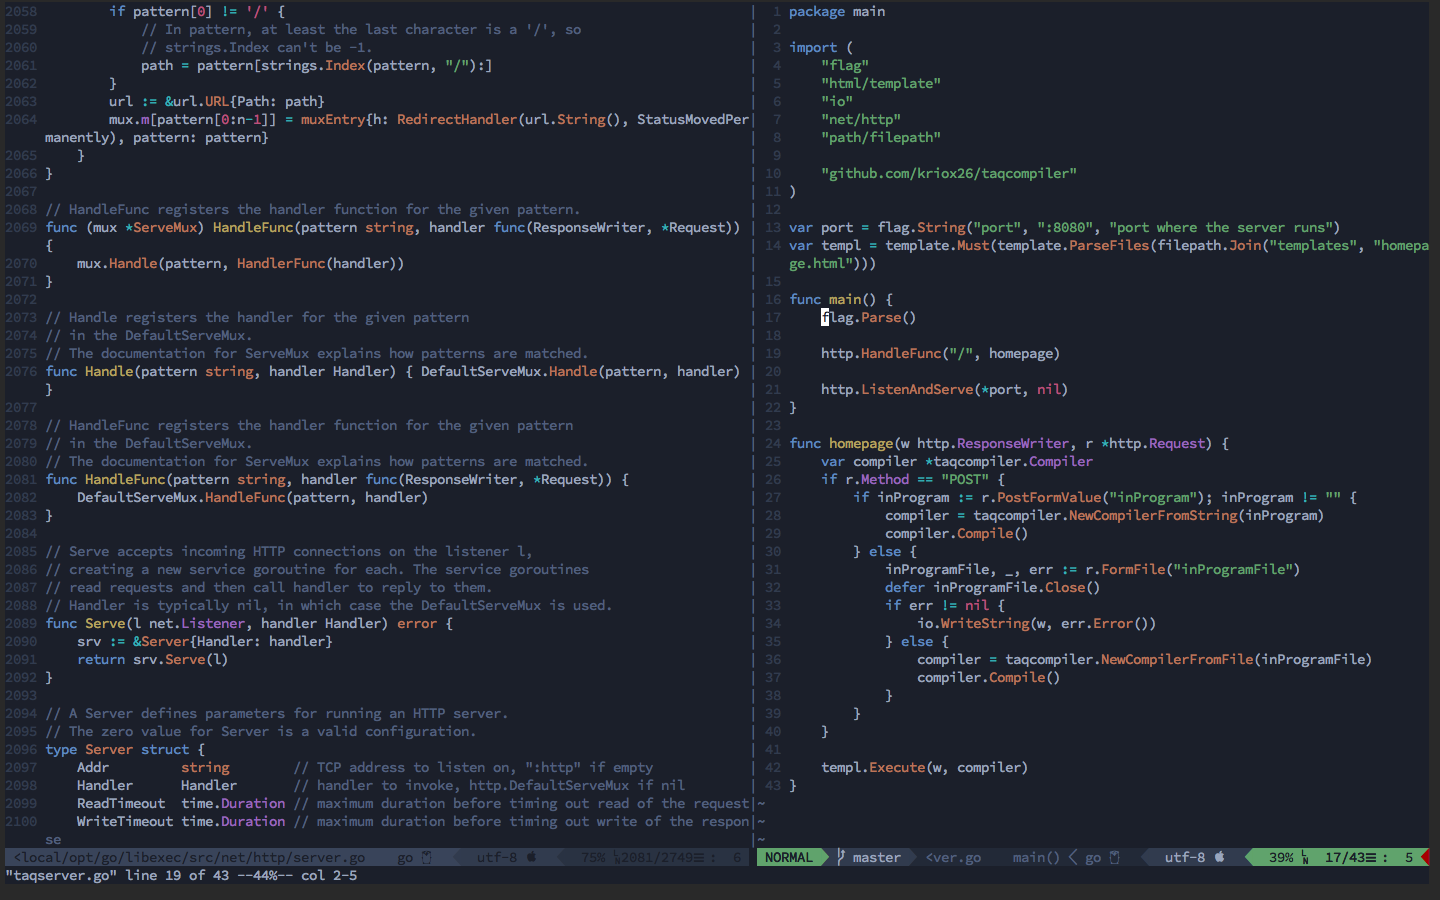 2058         if pattern[0] != '/' {
2059             // In pattern, at least the last character is a '/', so
2060             // strings.Index can't be -1.
2061             path = pattern[strings.Index(pattern, "/"):]
2062         }
2063         url := &url.URL{Path: path}
2064         mux.m[pattern[0:n-1]] = muxEntry{h: RedirectHandler(url.String(), StatusMovedPer
manently), pattern: pattern}
2065     }
2066 }
2067
2068 // HandleFunc registers the handler function for the given pattern.
2069 func (mux *ServeMux) HandleFunc(pattern string, handler func(ResponseWriter, *Request))
{
2070     mux.Handle(pattern, HandlerFunc(handler))
2071 }
2072
2073 // Handle registers the handler for the given pattern
2074 // in the DefaultServeMux.
2075 // The documentation for ServeMux explains how patterns are matched.
2076 func Handle(pattern string, handler Handler) { DefaultServeMux.Handle(pattern, handler)
}
2077
2078 // HandleFunc registers the handler function for the given pattern
2079 // in the DefaultServeMux.
2080 // The documentation for ServeMux explains how patterns are matched.
2081 func HandleFunc(pattern string, handler func(ResponseWriter, *Request)) {
2082     DefaultServeMux.HandleFunc(pattern, handler)
2083 }
2084
2085 // Serve accepts incoming HTTP connections on the listener l,
2086 // creating a new service goroutine for each. The service goroutines
2087 // read requests and then call handler to reply to them.
2088 // Handler is typically nil, in which case the DefaultServeMux is used.
2089 func Serve(l net.Listener, handler Handler) error {
2090     srv := &Server{Handler: handler}
2091     return srv.Serve(l)
2092 }
2093
2094 // A Server defines parameters for running an HTTP server.
2095 // The zero value for Server is a valid configuration.
2096 type Server struct {
2097     Addr         string        // TCP address to listen on, ":http" if empty
2098     Handler      Handler       // handler to invoke, http.DefaultServeMux if nil
2099     ReadTimeout  time.Duration // maximum duration before timing out read of the request
2100     WriteTimeout time.Duration // maximum duration before timing out write of the respon
se
<local/opt/go/libexec/src/net/http/server.go    go    utf-8    75% 2081/2749 :  6
1 package main
2
3 import (
4     "flag"
5     "html/template"
6     "io"
7     "net/http"
8     "path/filepath"
9
10     "github.com/kriox26/taqcompiler"
11 )
12
13 var port = flag.String("port", ":8080", "port where the server runs")
14 var templ = template.Must(template.ParseFiles(filepath.Join("templates", "homepa
ge.html")))
15
16 func main() {
17     flag.Parse()
18
19     http.HandleFunc("/", homepage)
20
21     http.ListenAndServe(*port, nil)
22 }
23
24 func homepage(w http.ResponseWriter, r *http.Request) {
25     var compiler *taqcompiler.Compiler
26     if r.Method == "POST" {
27         if inProgram := r.PostFormValue("inProgram"); inProgram != "" {
28             compiler = taqcompiler.NewCompilerFromString(inProgram)
29             compiler.Compile()
30         } else {
31             inProgramFile, _, err := r.FormFile("inProgramFile")
32             defer inProgramFile.Close()
33             if err != nil {
34                 io.WriteString(w, err.Error())
35             } else {
36                 compiler = taqcompiler.NewCompilerFromFile(inProgramFile)
37                 compiler.Compile()
38             }
39         }
40     }
41
42     templ.Execute(w, compiler)
43 }
~
~
~
NORMAL  master  <ver.go    main() < go    utf-8    39% 17/43 :  5
"taqserver.go" line 19 of 43 --44%-- col 2-5